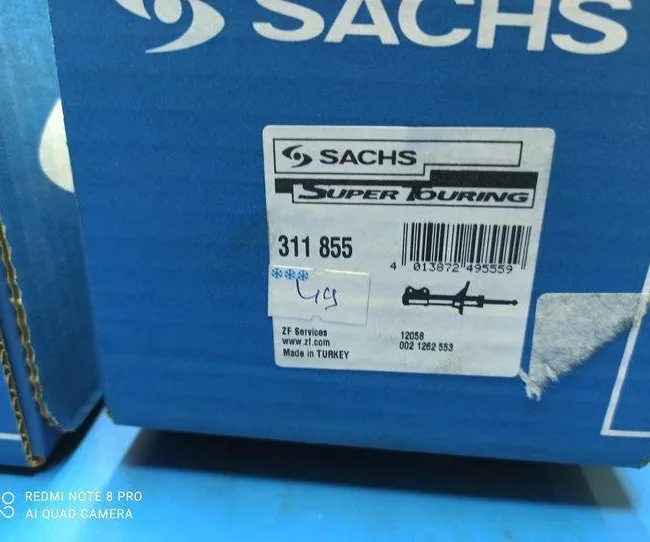 SACHS
SACHS
SUPER TOURING
311 855
4 013872 495559
49
ZF Services
www.zf.com
Made in TURKEY
12058
002 1262 553
REDMI NOTE 8 PRO
AI QUAD CAMERA